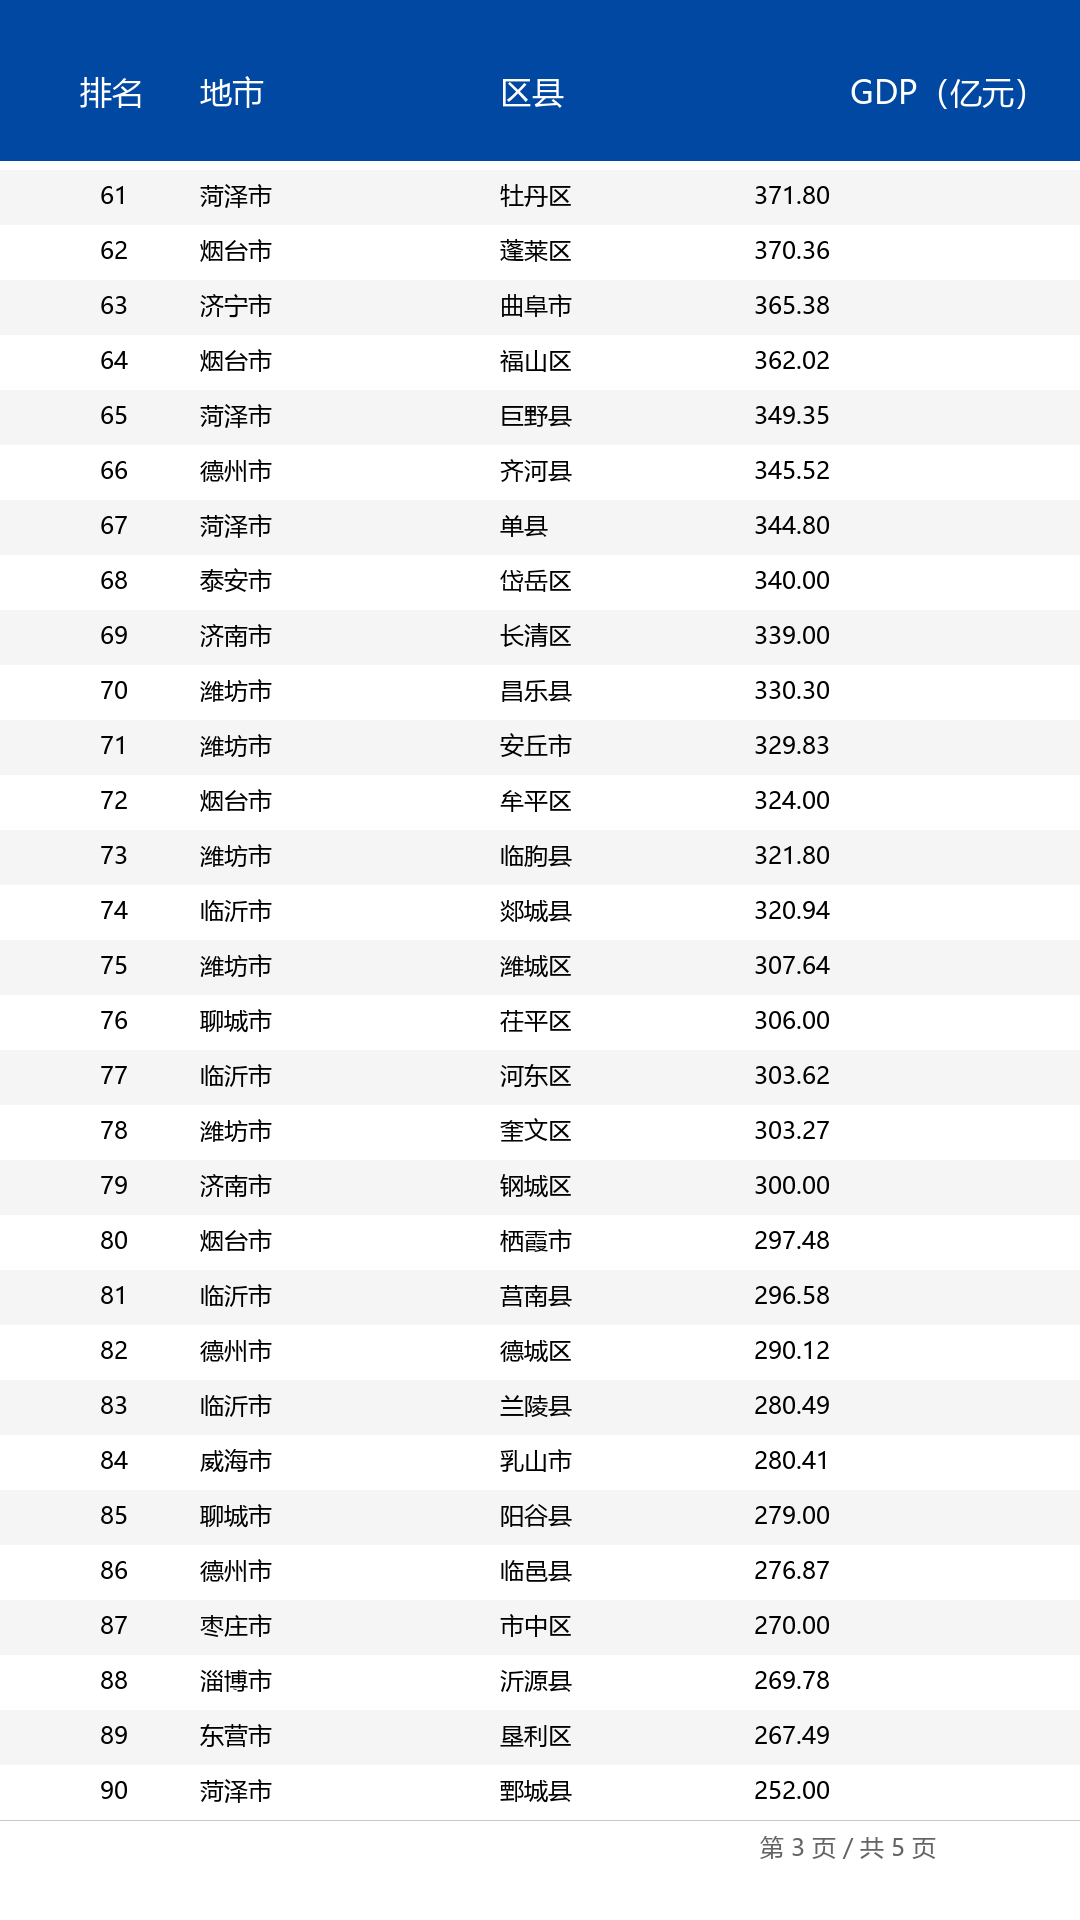 排名 地市 区县 GDP（亿元）
61 菏泽市 牡丹区 371.80
62 烟台市 蓬莱区 370.36
63 济宁市 曲阜市 365.38
64 烟台市 福山区 362.02
65 菏泽市 巨野县 349.35
66 德州市 齐河县 345.52
67 菏泽市 单县 344.80
68 泰安市 岱岳区 340.00
69 济南市 长清区 339.00
70 潍坊市 昌乐县 330.30
71 潍坊市 安丘市 329.83
72 烟台市 牟平区 324.00
73 潍坊市 临朐县 321.80
74 临沂市 郯城县 320.94
75 潍坊市 潍城区 307.64
76 聊城市 茌平区 306.00
77 临沂市 河东区 303.62
78 潍坊市 奎文区 303.27
79 济南市 钢城区 300.00
80 烟台市 栖霞市 297.48
81 临沂市 莒南县 296.58
82 德州市 德城区 290.12
83 临沂市 兰陵县 280.49
84 威海市 乳山市 280.41
85 聊城市 阳谷县 279.00
86 德州市 临邑县 276.87
87 枣庄市 市中区 270.00
88 淄博市 沂源县 269.78
89 东营市 垦利区 267.49
90 菏泽市 鄄城县 252.00
第 3 页 / 共 5 页